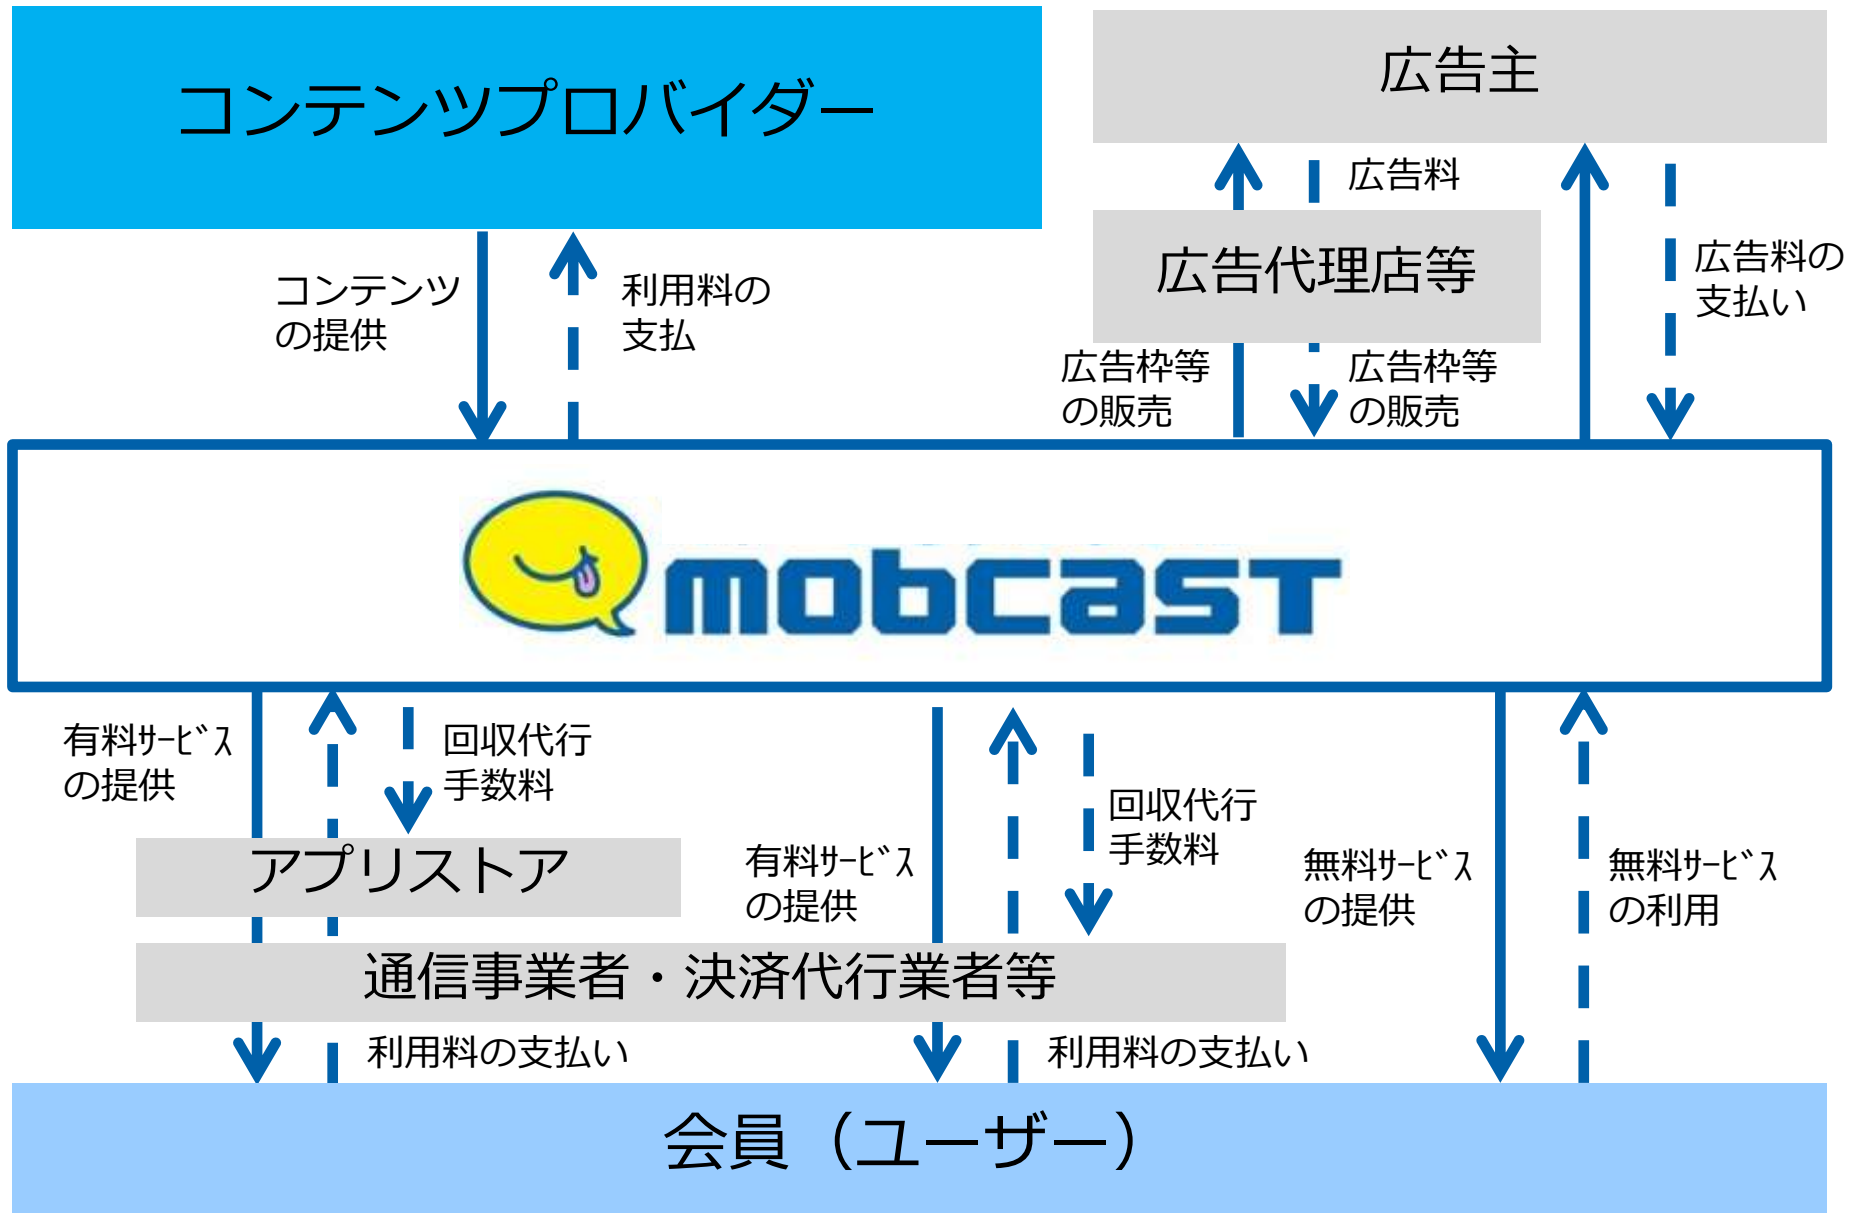 コンテンツプロバイダー
広告主
広告料
広告代理店等
コンテンツ
の提供
利用料の
支払
広告料の
支払い
広告枠等
の販売
広告枠等
の販売
mobcast
有料ｻｰﾋﾞｽ
の提供
回収代行
手数料
回収代行
手数料
アプリストア
有料ｻｰﾋﾞｽ
の提供
無料ｻｰﾋﾞｽ
の提供
無料ｻｰﾋﾞｽ
の利用
通信事業者・決済代行業者等
利用料の支払い
利用料の支払い
会員（ユーザー）